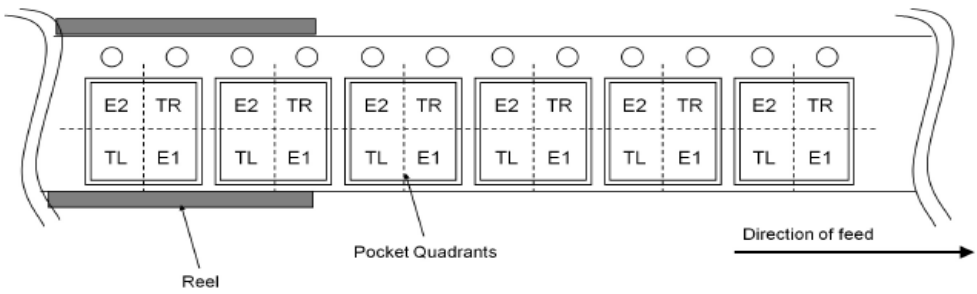 E2 TR E2 TR E2 TR E2 TR E2 TR E2 TR
TL E1 TL E1 TL E1 TL E1 TL E1 TL E1
Direction of feed
Pocket Quadrants
Reel